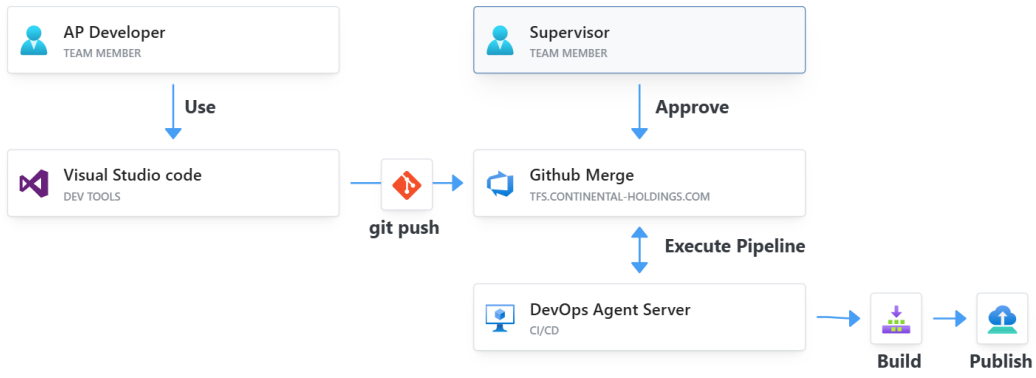 AP Developer
TEAM MEMBER
Supervisor
TEAM MEMBER
Use
Approve
Visual Studio code
DEV TOOLS
git push
Github Merge
TFS.CONTINENTAL-HOLDINGS.COM
Execute Pipeline
DevOps Agent Server
CI/CD
Build
Publish